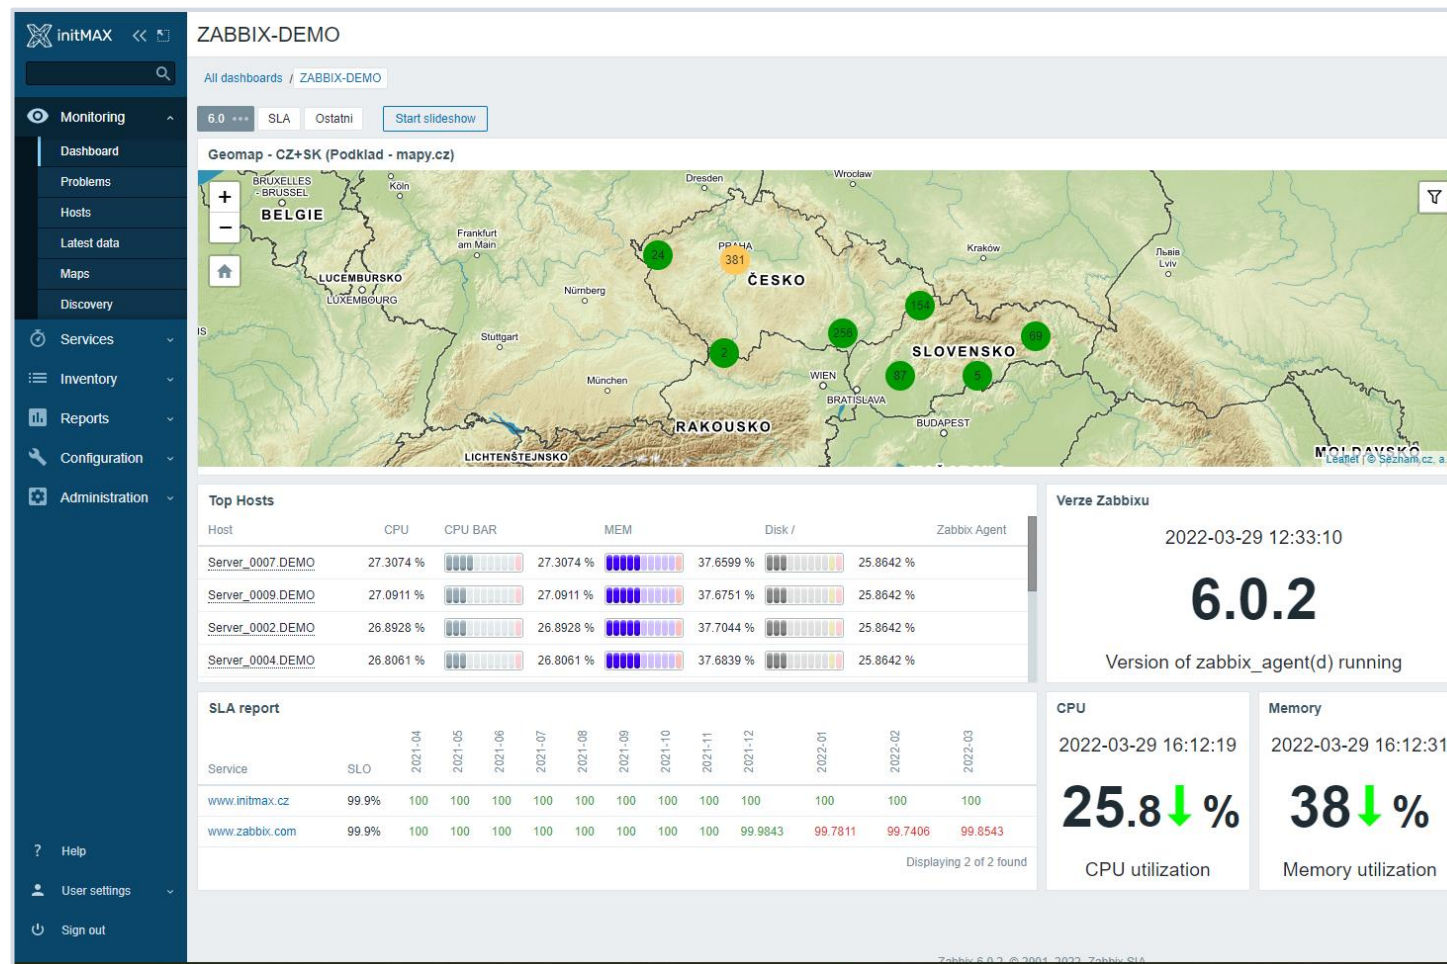 initMAX
ZABBIX-DEMO
All dashboards / ZABBIX-DEMO
6.0 SLA Ostatni Start slideshow
Monitoring
Dashboard
Problems
Hosts
Latest data
Maps
Discovery
Services
Inventory
Reports
Configuration
Administration
Help
User settings
Sign out
Geomap - CZ+SK (Podklad - mapy.cz)
+
−
BRUXELLES
- BRUSSEL
BELGIE
Köln
Dresden
Wrocław
Frankfurt
am Main
PRAHA
24
381
ČESKO
Kraków
Львів
Lviv
LUCEMBURSKO
LUXEMBOURG
Nürnberg
154
IS
Stuttgart
256
69
2
SLOVENSKO
München
WIEN
87
5
BRATISLAVA
RAKOUSKO
BUDAPEST
LICHTENŠTEJNSKO
MOLDAVSKO
Leaflet | © Seznam.cz, a.
Top Hosts
Host CPU CPU BAR MEM Disk / Zabbix Agent
Server_0007.DEMO 27.3074 % 27.3074 % 37.6599 % 25.8642 %
Server_0009.DEMO 27.0911 % 27.0911 % 37.6751 % 25.8642 %
Server_0002.DEMO 26.8928 % 26.8928 % 37.7044 % 25.8642 %
Server_0004.DEMO 26.8061 % 26.8061 % 37.6839 % 25.8642 %
Verze Zabbixu
2022-03-29 12:33:10
6.0.2
Version of zabbix_agent(d) running
SLA report
Service SLO 2021-04 2021-05 2021-06 2021-07 2021-08 2021-09 2021-10 2021-11 2021-12 2022-01 2022-02 2022-03
www.initmax.cz 99.9% 100 100 100 100 100 100 100 100 100 100 100 100
www.zabbix.com 99.9% 100 100 100 100 100 100 100 100 99.9843 99.7811 99.7406 99.8543
Displaying 2 of 2 found
CPU
2022-03-29 16:12:19
25.8 %
CPU utilization
Memory
2022-03-29 16:12:31
38 %
Memory utilization
Zabbix 6.0.2. © 2001–2022, Zabbix SIA